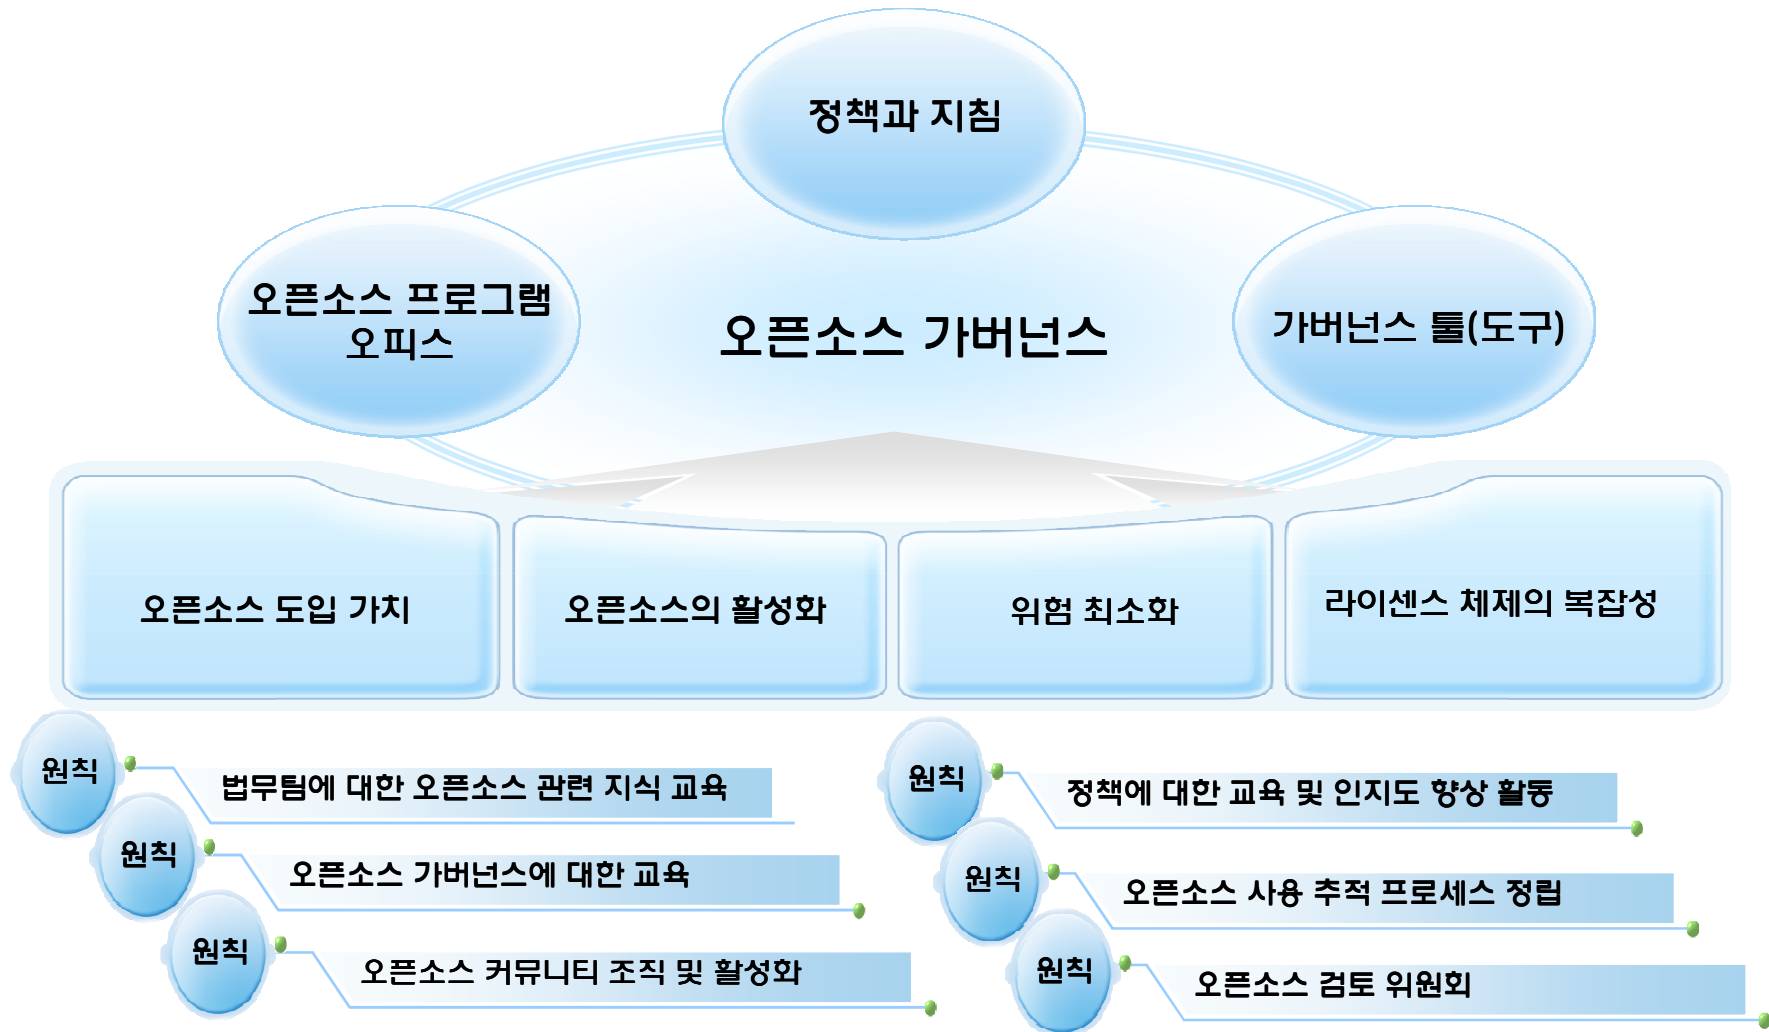 정책과 지침
오픈소스 프로그램
오피스
오픈소스 가버넌스
가버넌스 툴(도구)
오픈소스 도입 가치
오픈소스의 활성화
위험 최소화
라이센스 체제의 복잡성
원칙
법무팀에 대한 오픈소스 관련 지식 교육
원칙
오픈소스 가버넌스에 대한 교육
원칙
오픈소스 커뮤니티 조직 및 활성화
원칙
정책에 대한 교육 및 인지도 향상 활동
원칙
오픈소스 사용 추적 프로세스 정립
원칙
오픈소스 검토 위원회